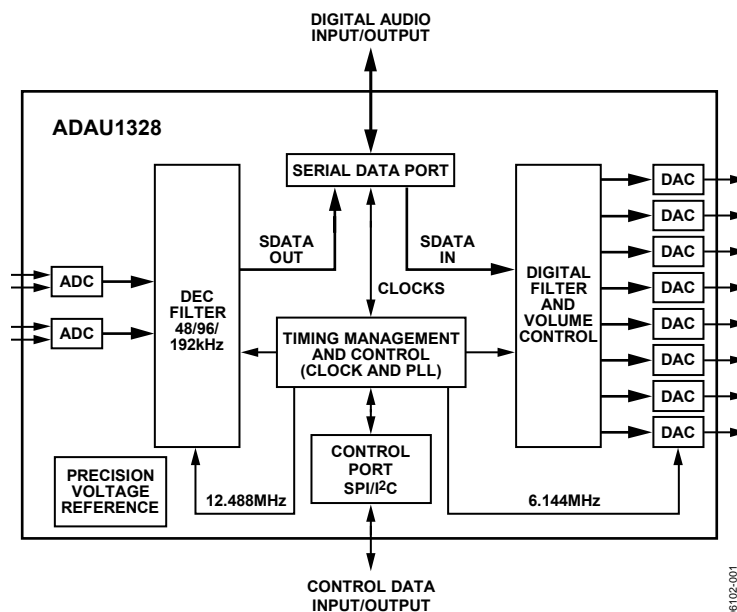 DIGITAL AUDIO
INPUT/OUTPUT
ADAU1328
SERIAL DATA PORT
SDATA
OUT
SDATA
IN
CLOCKS
ADC
ADC
DEC
FILTER
48/96/
192kHz
TIMING MANAGEMENT
AND CONTROL
(CLOCK AND PLL)
DIGITAL
FILTER
AND
VOLUME
CONTROL
DAC
DAC
DAC
DAC
DAC
DAC
DAC
DAC
PRECISION
VOLTAGE
REFERENCE
12.488MHz
CONTROL
PORT
SPI/I²C
6.144MHz
CONTROL DATA
INPUT/OUTPUT
06102-001